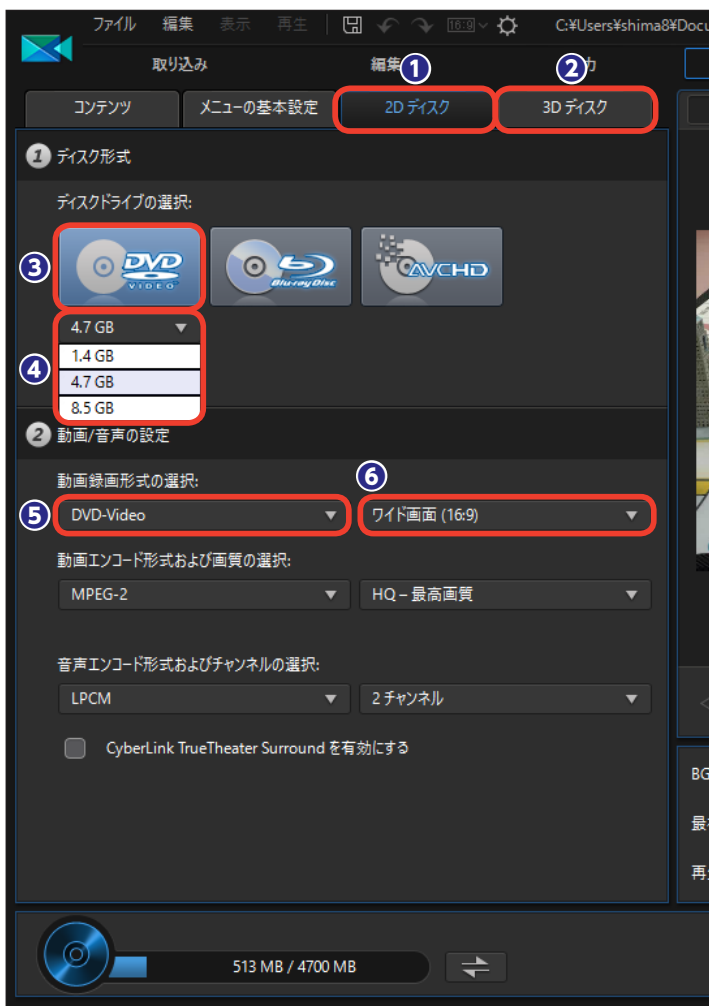 ファイル 編集 表示 再生 16:9 C:¥Users¥shima8¥Docu
取り込み 編集 力
1 2
コンテンツ メニューの基本設定 2D ディスク 3D ディスク
1 ディスク形式
ディスクドライブの選択:
3 DVD VIDEO Blu-ray Disc AVCHD
4.7 GB
4 1.4 GB
4.7 GB
8.5 GB
2 動画/音声の設定
動画録画形式の選択: 6
5 DVD-Video ワイド画面 (16:9)
動画エンコード形式および画質の選択:
MPEG-2 HQ – 最高画質
音声エンコード形式およびチャンネルの選択:
LPCM 2 チャンネル
CyberLink TrueTheater Surround を有効にする
BG
最
再
513 MB / 4700 MB